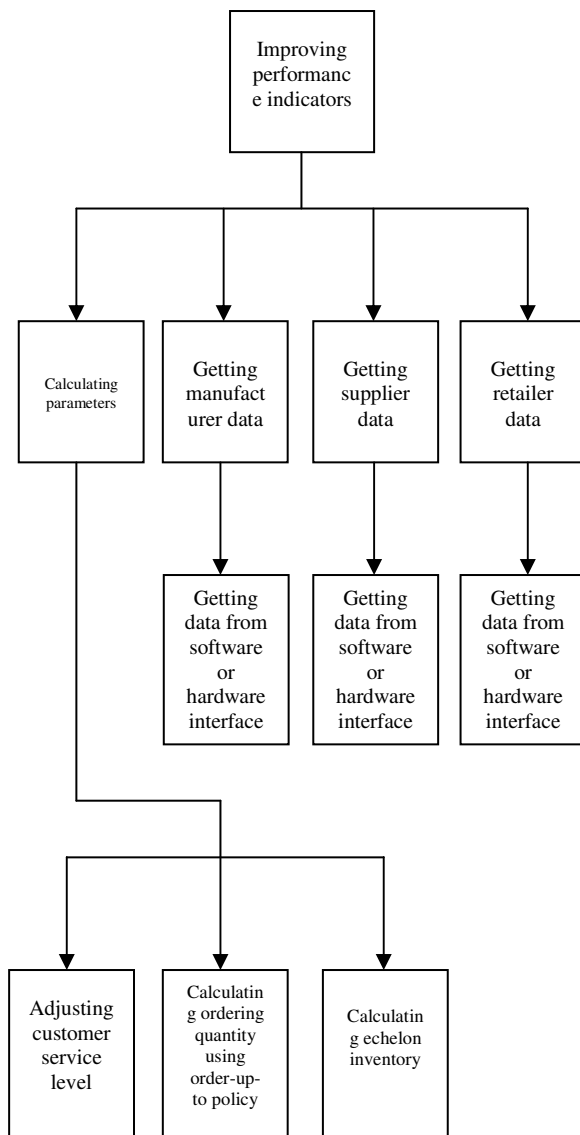 Improving
performanc
e indicators
Calculating
parameters
Getting
manufact
urer data
Getting
supplier
data
Getting
retailer
data
Getting
data from
software
or
hardware
interface
Getting
data from
software
or
hardware
interface
Getting
data from
software
or
hardware
interface
Adjusting
customer
service
level
Calculatin
g ordering
quantity
using
order-up-
to policy
Calculatin
g echelon
inventory